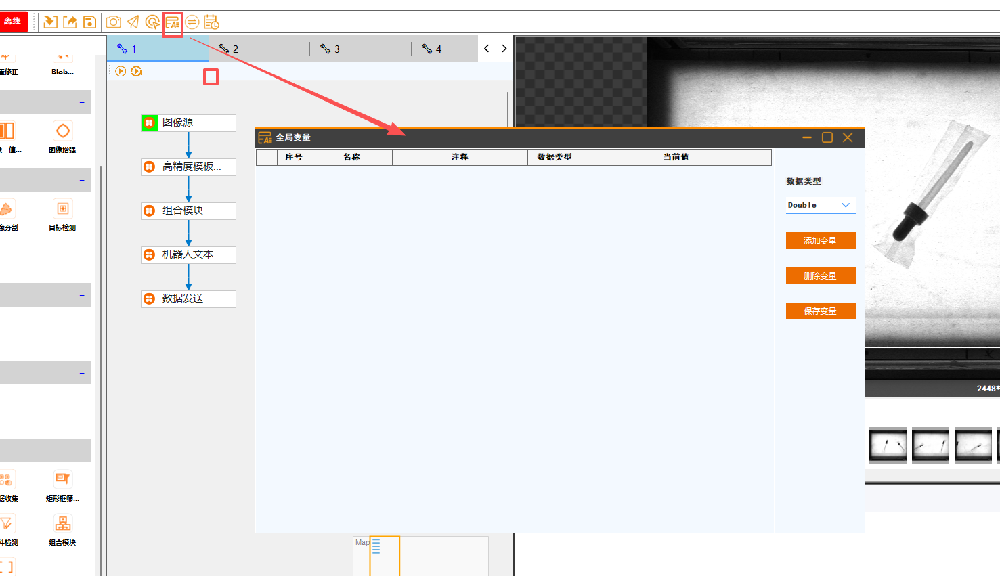 离线
1
2
3
4
置修正
Blob...
二值...
图像增强
像分割
目标检测
据收集
矩形框筛...
件检测
组合模块
图像源
高精度模板...
组合模块
机器人文本
数据发送
全局变量
序号
名称
注释
数据类型
当前值
数据类型
Double
添加变量
删除变量
保存变量
2448*
Map